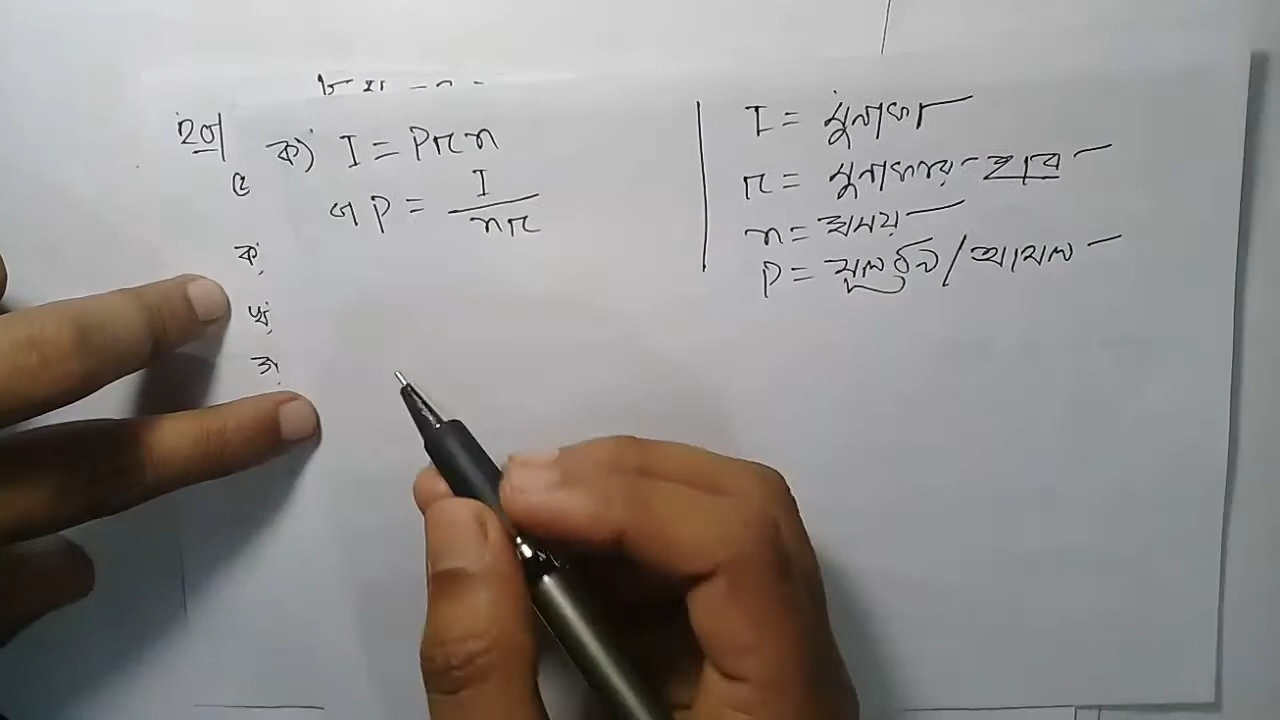 ২০।
ক) I = Prn
বা P = I / nr
ক.
খ.
গ.
I = মুনাফা
r = মুনাফার হার
n = সময়
P = মূলধন / আসল